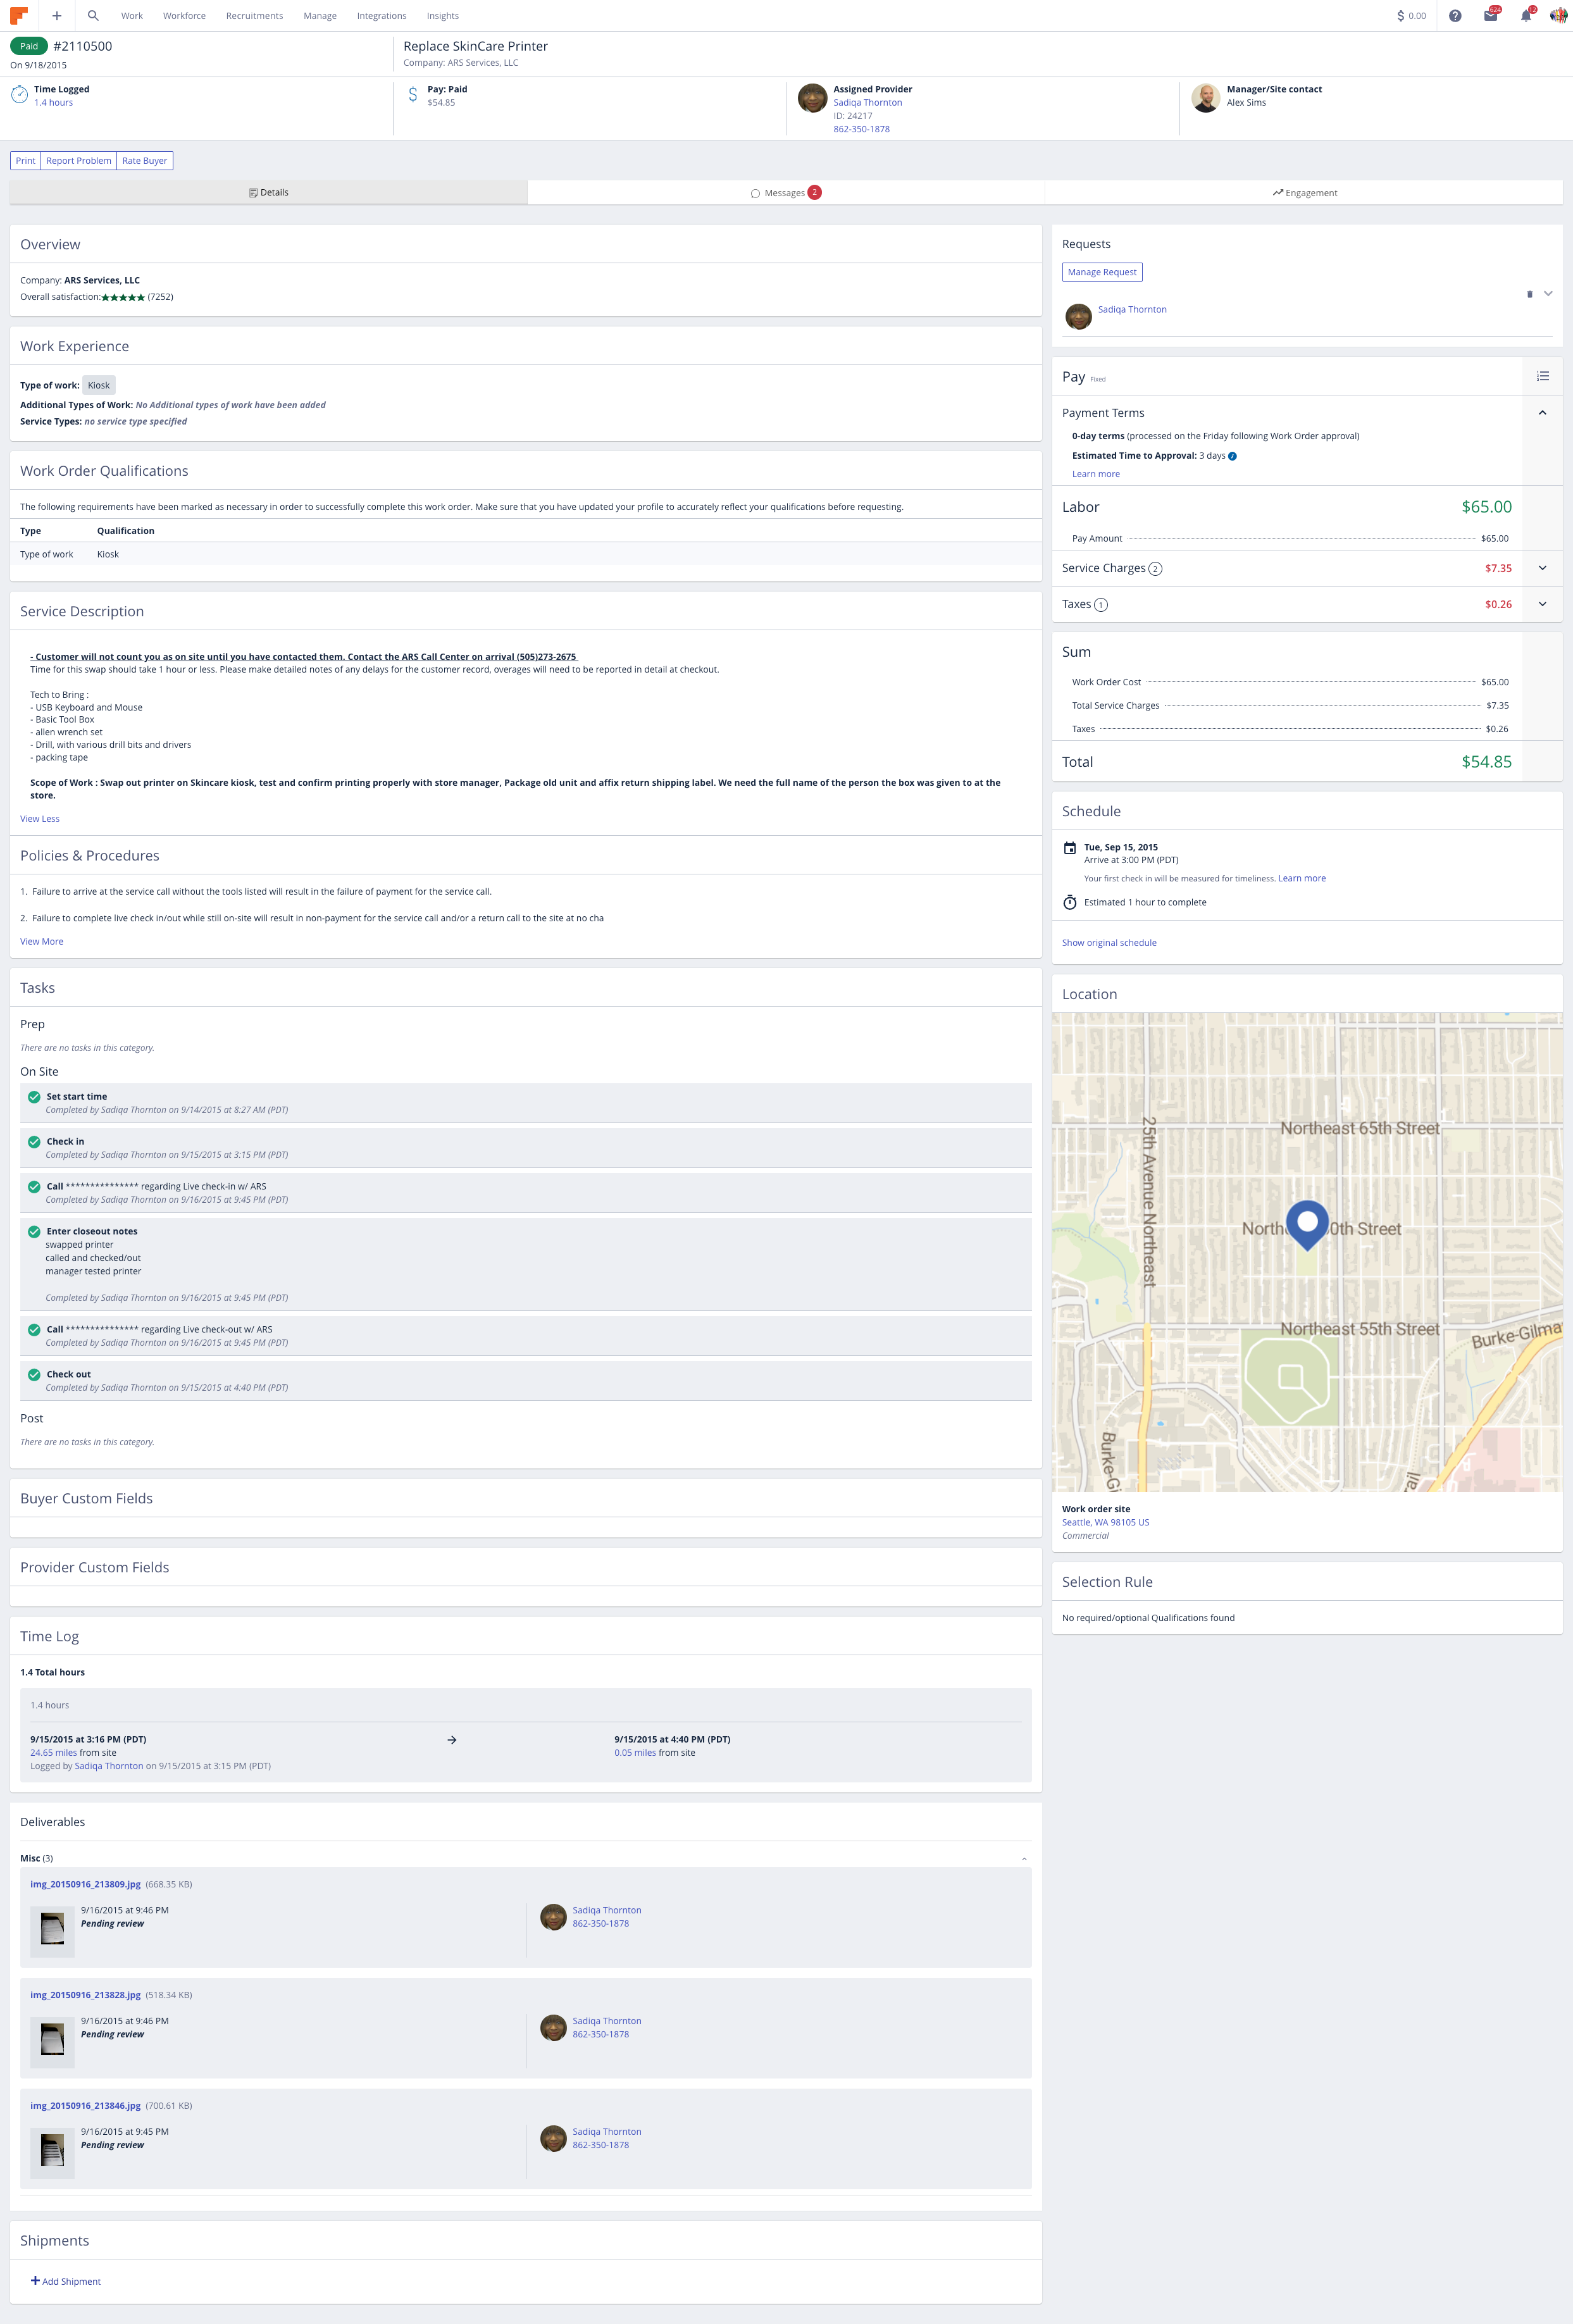 Work Workforce Recruitments Manage Integrations Insights
$ 0.00 624 12
Paid #2110500
On 9/18/2015
Replace SkinCare Printer
Company: ARS Services, LLC
Time Logged
1.4 hours
Pay: Paid
$54.85
Assigned Provider
Sadiqa Thornton
ID: 24217
862-350-1878
Manager/Site contact
Alex Sims
Print Report Problem Rate Buyer
Details
Messages 2
Engagement
Overview
Company: ARS Services, LLC
Overall satisfaction:★★★★★ (7252)
Work Experience
Type of work: Kiosk
Additional Types of Work: No Additional types of work have been added
Service Types: no service type specified
Work Order Qualifications
The following requirements have been marked as necessary in order to successfully complete this work order. Make sure that you have updated your profile to accurately reflect your qualifications before requesting.
Type Qualification
Type of work Kiosk
Service Description
- Customer will not count you as on site until you have contacted them. Contact the ARS Call Center on arrival (505)273-2675
Time for this swap should take 1 hour or less. Please make detailed notes of any delays for the customer record, overages will need to be reported in detail at checkout.
Tech to Bring :
- USB Keyboard and Mouse
- Basic Tool Box
- allen wrench set
- Drill, with various drill bits and drivers
- packing tape
Scope of Work : Swap out printer on Skincare kiosk, test and confirm printing properly with store manager, Package old unit and affix return shipping label. We need the full name of the person the box was given to at the
store.
View Less
Policies & Procedures
1. Failure to arrive at the service call without the tools listed will result in the failure of payment for the service call.
2. Failure to complete live check in/out while still on-site will result in non-payment for the service call and/or a return call to the site at no cha
View More
Tasks
Prep
There are no tasks in this category.
On Site
Set start time
Completed by Sadiqa Thornton on 9/14/2015 at 8:27 AM (PDT)
Check in
Completed by Sadiqa Thornton on 9/15/2015 at 3:15 PM (PDT)
Call *************** regarding Live check-in w/ ARS
Completed by Sadiqa Thornton on 9/16/2015 at 9:45 PM (PDT)
Enter closeout notes
swapped printer
called and checked/out
manager tested printer
Completed by Sadiqa Thornton on 9/16/2015 at 9:45 PM (PDT)
Call *************** regarding Live check-out w/ ARS
Completed by Sadiqa Thornton on 9/16/2015 at 9:45 PM (PDT)
Check out
Completed by Sadiqa Thornton on 9/15/2015 at 4:40 PM (PDT)
Post
There are no tasks in this category.
Buyer Custom Fields
Provider Custom Fields
Time Log
1.4 Total hours
1.4 hours
9/15/2015 at 3:16 PM (PDT)
24.65 miles from site
Logged by Sadiqa Thornton on 9/15/2015 at 3:15 PM (PDT)
9/15/2015 at 4:40 PM (PDT)
0.05 miles from site
Deliverables
Misc (3)
img_20150916_213809.jpg (668.35 KB)
9/16/2015 at 9:46 PM
Pending review
Sadiqa Thornton
862-350-1878
img_20150916_213828.jpg (518.34 KB)
9/16/2015 at 9:46 PM
Pending review
Sadiqa Thornton
862-350-1878
img_20150916_213846.jpg (700.61 KB)
9/16/2015 at 9:45 PM
Pending review
Sadiqa Thornton
862-350-1878
Shipments
Add Shipment
Requests
Manage Request
Sadiqa Thornton
Pay Fixed
Payment Terms
0-day terms (processed on the Friday following Work Order approval)
Estimated Time to Approval: 3 days
Learn more
Labor $65.00
Pay Amount $65.00
Service Charges 2 $7.35
Taxes 1 $0.26
Sum
Work Order Cost $65.00
Total Service Charges $7.35
Taxes $0.26
Total $54.85
Schedule
Tue, Sep 15, 2015
Arrive at 3:00 PM (PDT)
Your first check in will be measured for timeliness. Learn more
Estimated 1 hour to complete
Show original schedule
Location
25th Avenue Northeast
Northeast 65th Street
North 0th Street
Northeast 55th Street
Burke-Gilma
Burke-Gi
ail
Work order site
Seattle, WA 98105 US
Commercial
Selection Rule
No required/optional Qualifications found